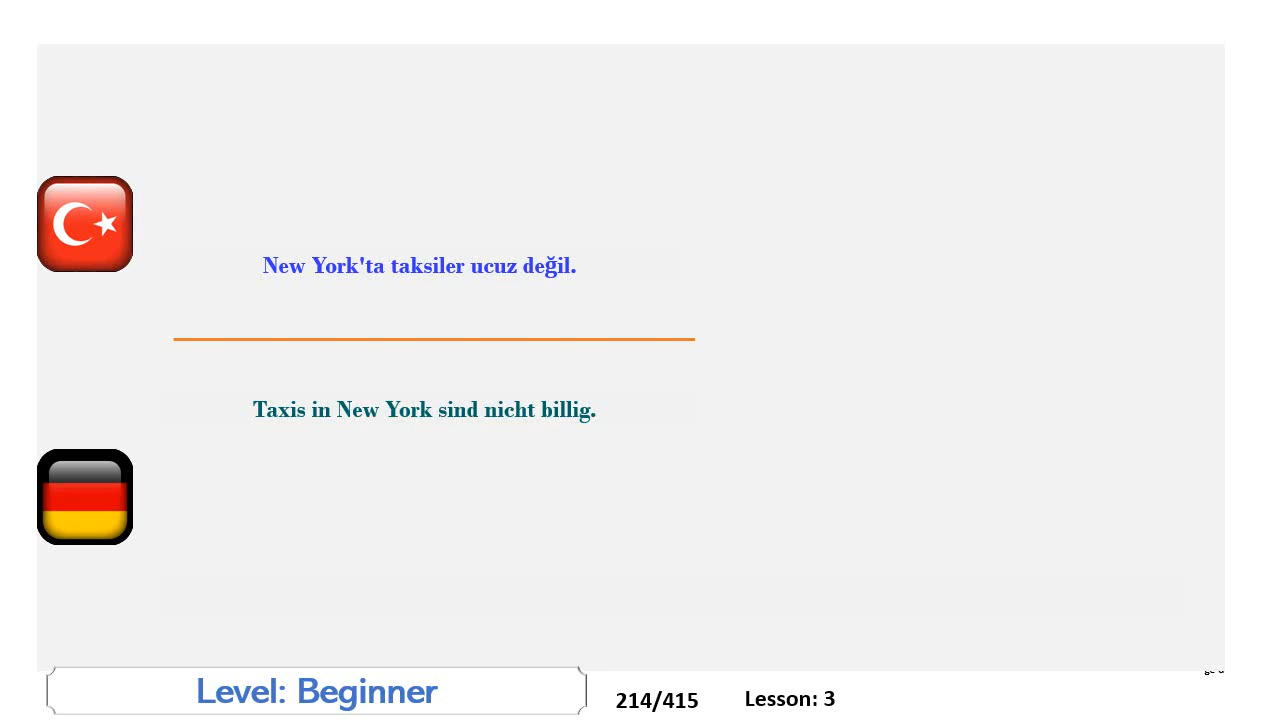 New York'ta taksiler ucuz değil.
Taxis in New York sind nicht billig.
Level: Beginner
214/415
Lesson: 3